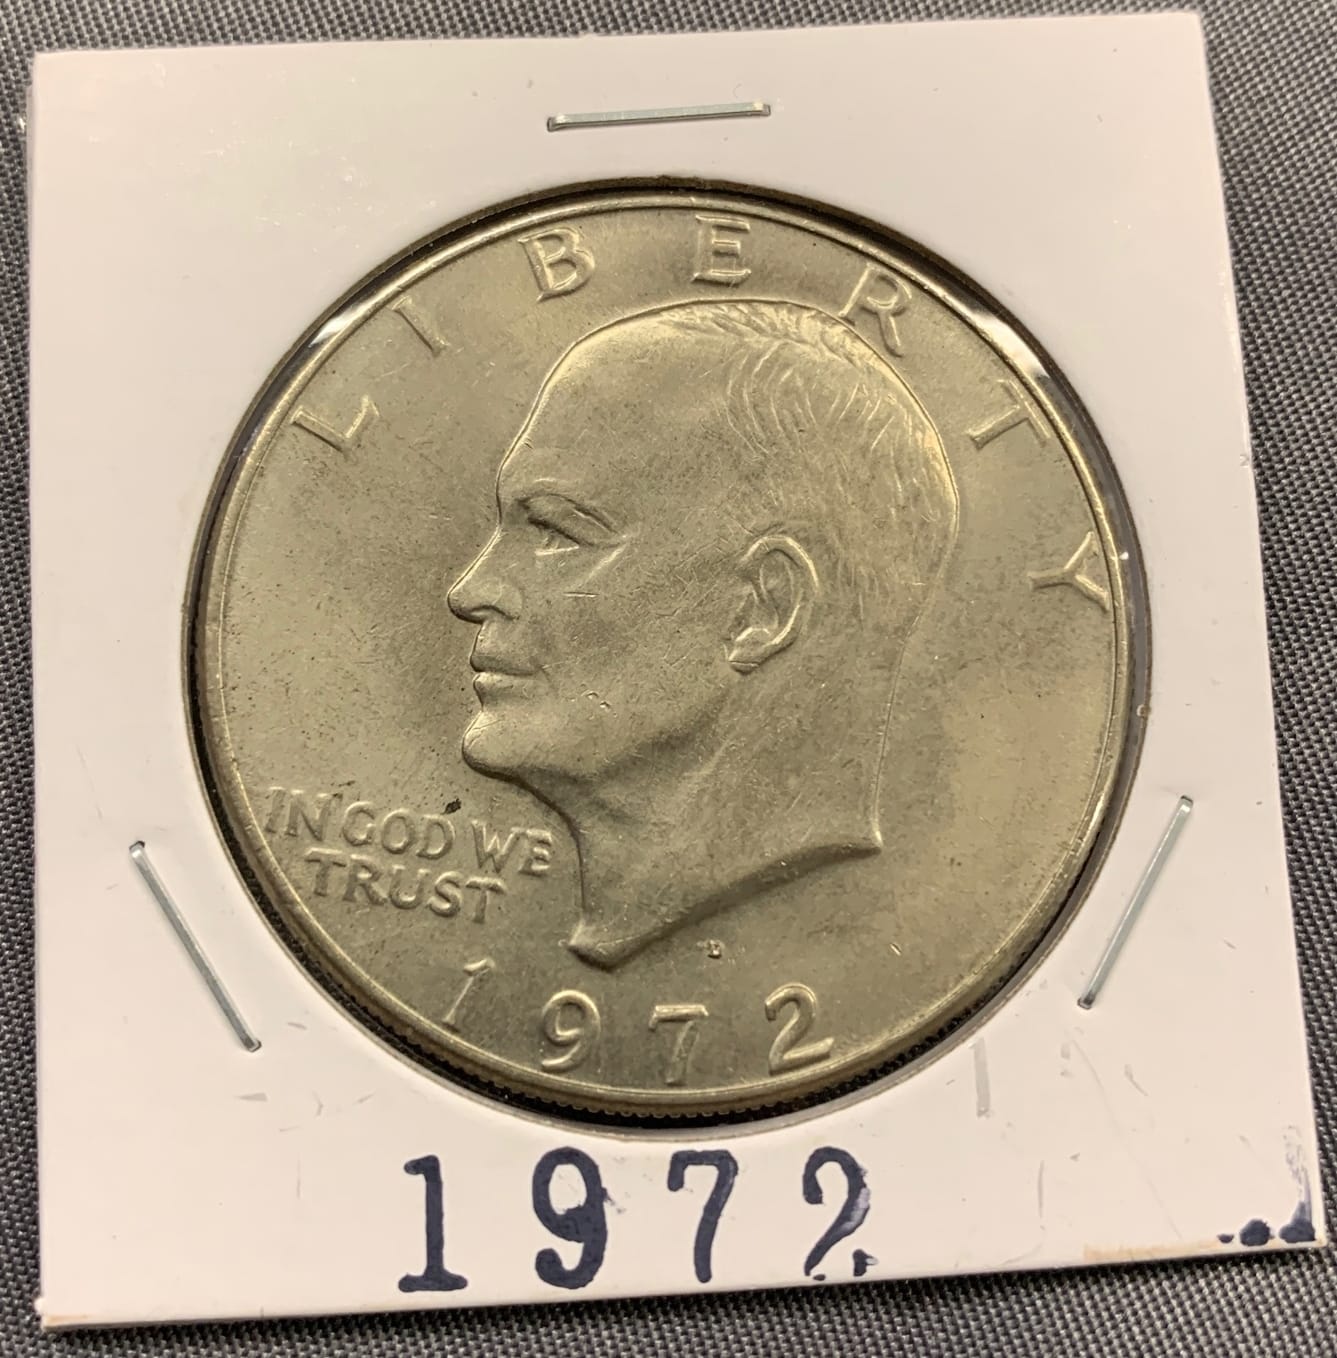 LIBERTY
IN GOD WE
TRUST
D
1972
1972